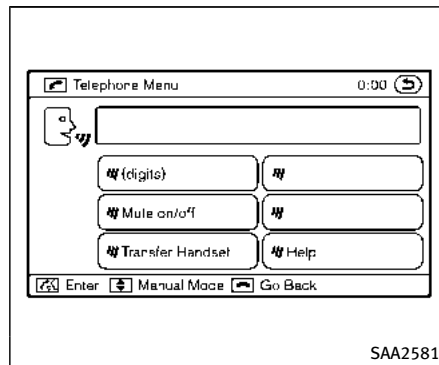 Telephone Menu 0:00
(digits)
Mute on/off
Transfer Handset Help
Enter Manual Mode Go Back
SAA2581